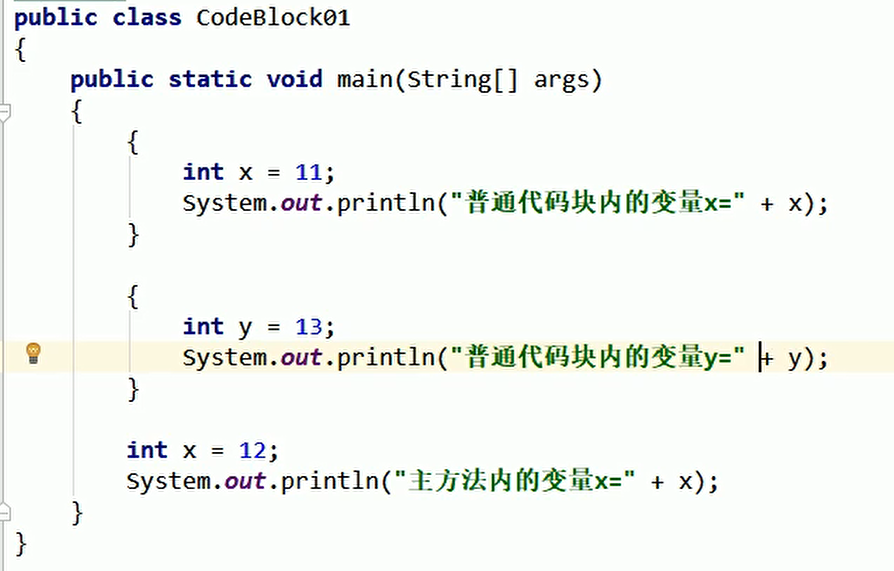 public class CodeBlock01
{
    public static void main(String[] args)
    {
        {
            int x = 11;
            System.out.println("普通代码块内的变量x=" + x);
        }

        {
            int y = 13;
            System.out.println("普通代码块内的变量y=" + y);
        }

        int x = 12;
        System.out.println("主方法内的变量x=" + x);
    }
}